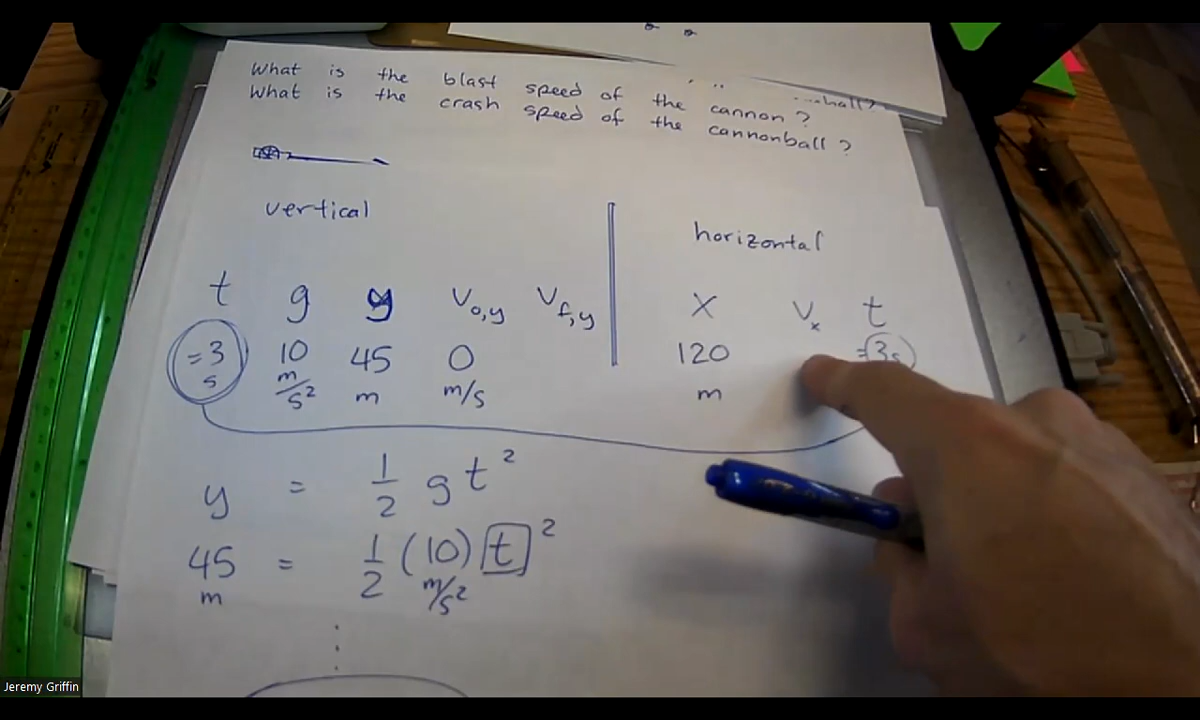 What is the blast speed of the cannon?
What is the crash speed of the cannonball?
vertical
horizontal
t g y V₀,y Vf,y
x Vx t
=3 s 10 m/s² 45 m 0 m/s
120 m =3s
y = 1/2 g t²
45 m = 1/2 (10) m/s² t ²
Jeremy Griffin